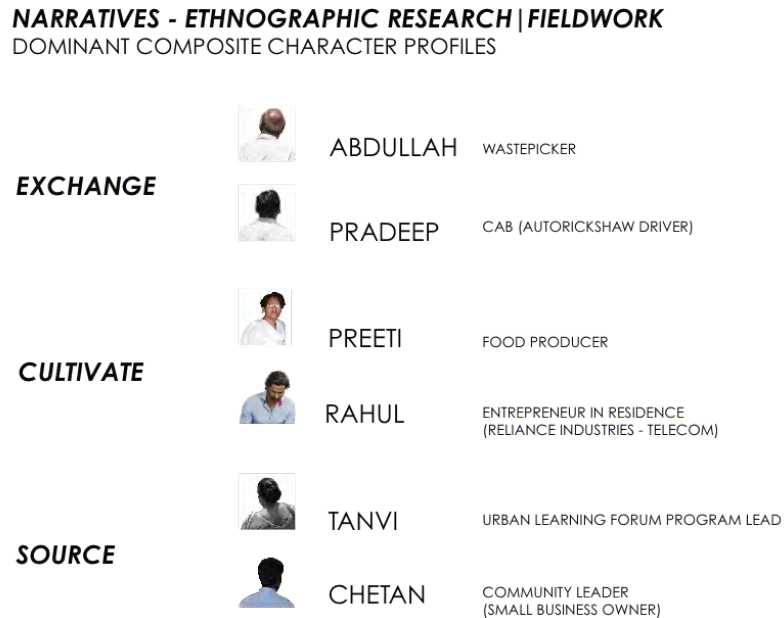 NARRATIVES - ETHNOGRAPHIC RESEARCH|FIELDWORK
DOMINANT COMPOSITE CHARACTER PROFILES
EXCHANGE
ABDULLAH WASTEPICKER
PRADEEP CAB (AUTORICKSHAW DRIVER)
CULTIVATE
PREETI FOOD PRODUCER
RAHUL ENTREPRENEUR IN RESIDENCE
(RELIANCE INDUSTRIES - TELECOM)
SOURCE
TANVI URBAN LEARNING FORUM PROGRAM LEAD
CHETAN COMMUNITY LEADER
(SMALL BUSINESS OWNER)